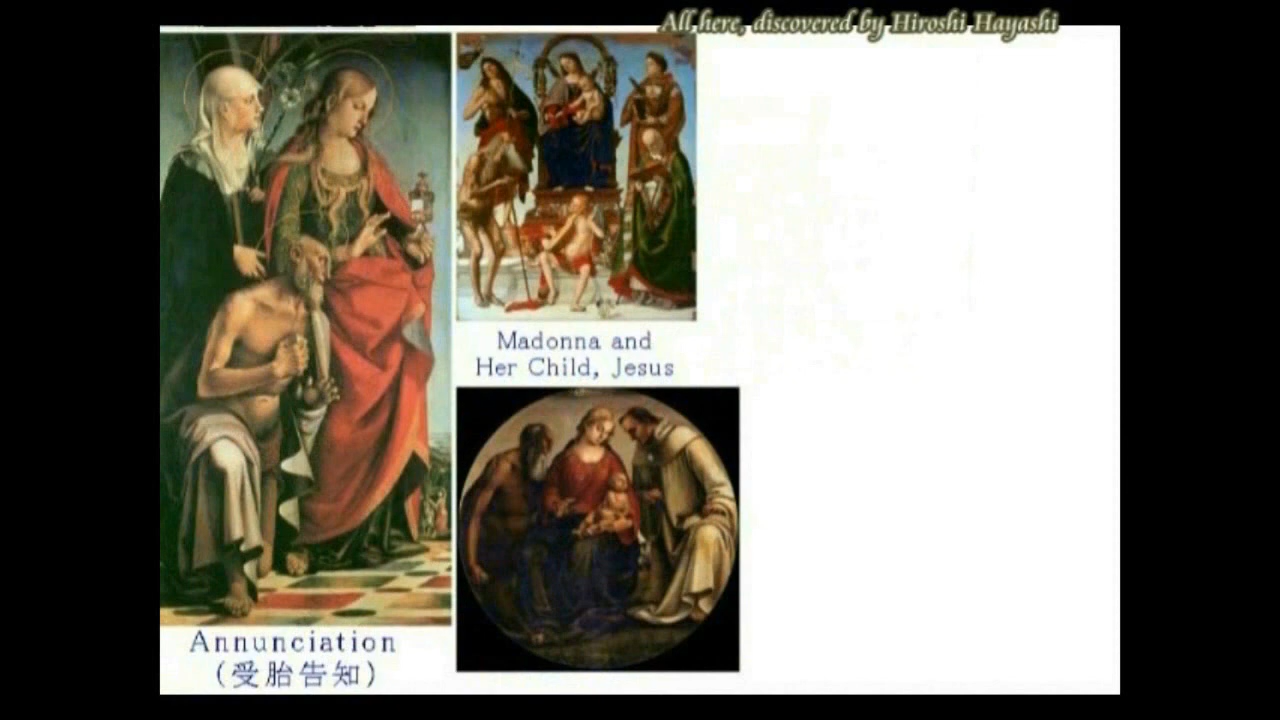 All here, discovered by Hiroshi Hayashi
Madonna and
Her Child, Jesus
Annunciation
(受胎告知)